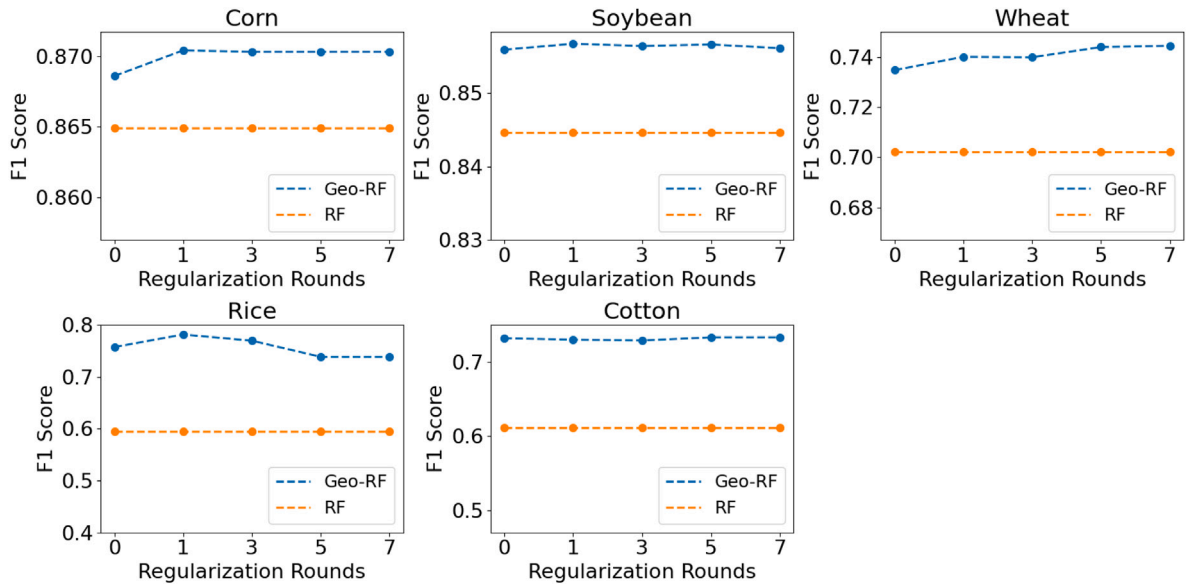 Corn
0.870
0.865
0.860
F1 Score
Geo-RF
RF
0 1 3 5 7
Regularization Rounds
Soybean
0.85
0.84
0.83
F1 Score
Geo-RF
RF
0 1 3 5 7
Regularization Rounds
Wheat
0.74
0.72
0.70
0.68
F1 Score
Geo-RF
RF
0 1 3 5 7
Regularization Rounds
Rice
0.8
0.7
0.6
0.5
0.4
F1 Score
Geo-RF
RF
0 1 3 5 7
Regularization Rounds
Cotton
0.7
0.6
0.5
F1 Score
Geo-RF
RF
0 1 3 5 7
Regularization Rounds